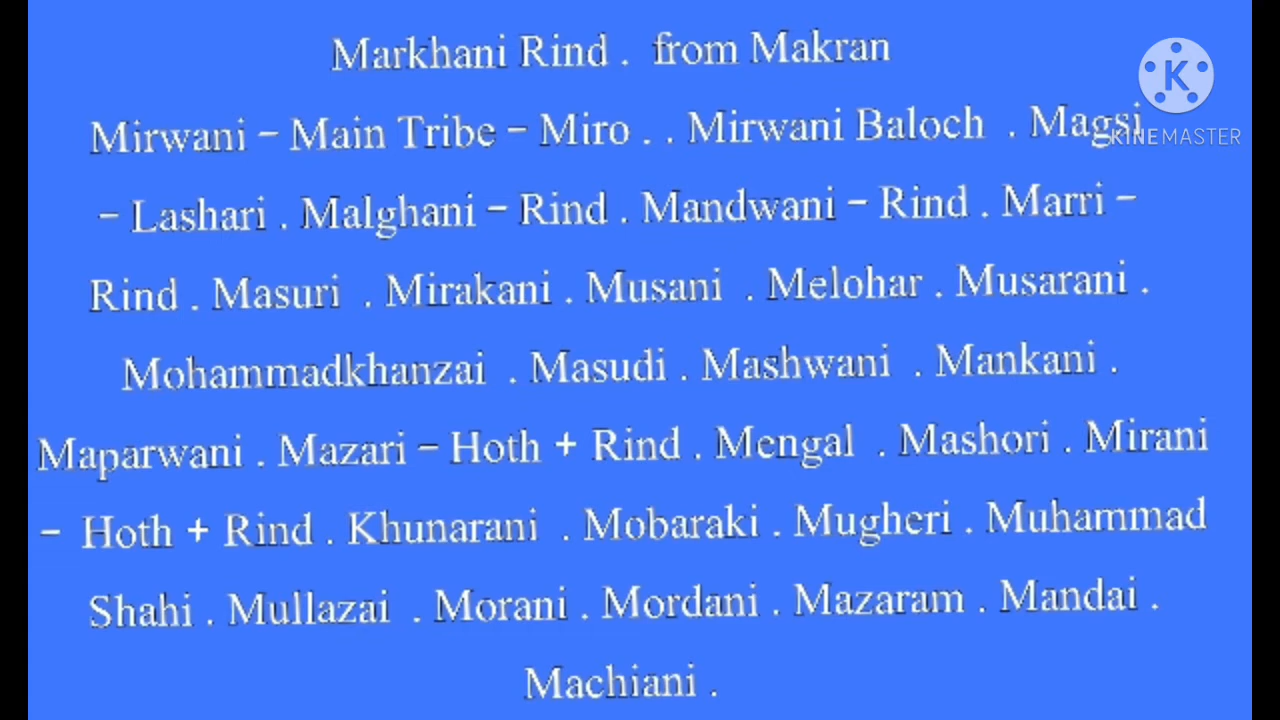 Markhani Rind .  from Makran
K
Mirwani - Main Tribe - Miro . . Mirwani Baloch  . Magsi
KINEMASTER
- Lashari . Malghani - Rind . Mandwani - Rind . Marri -
Rind . Masuri  . Mirakani . Musani  . Melohar . Musarani .
Mohammadkhanzai  . Masudi . Mashwani  . Mankani .
Maparwani . Mazari - Hoth + Rind . Mengal  . Mashori . Mirani
- Hoth + Rind . Khunarani  . Mobaraki . Mugheri . Muhammad
Shahi . Mullazai  . Morani . Mordani . Mazaram . Mandai .
Machiani .